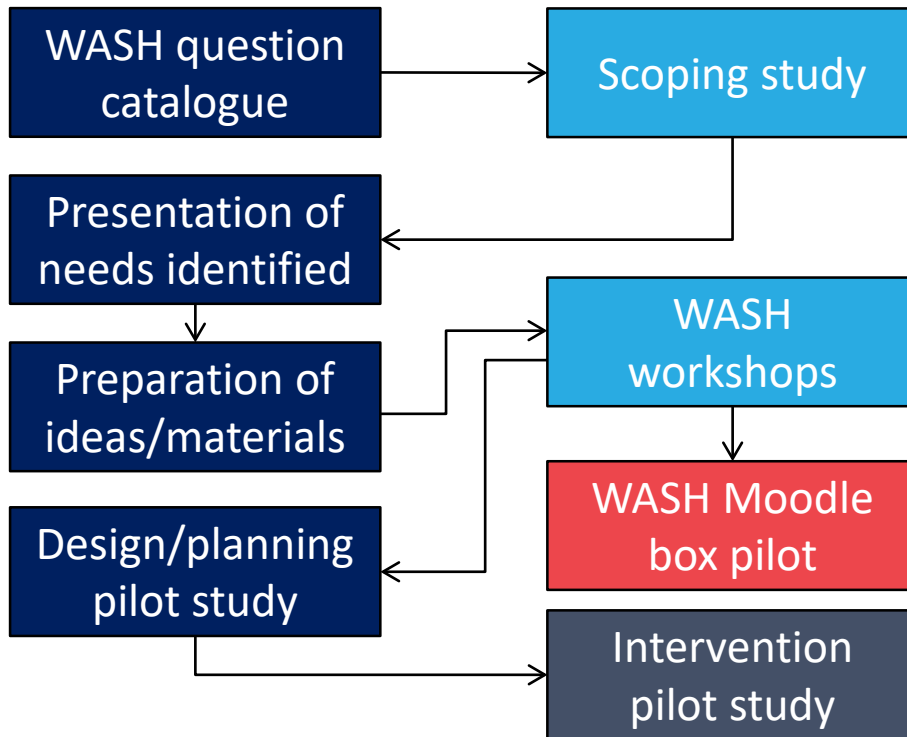 WASH question
catalogue
Scoping study
Presentation of
needs identified
Preparation of
ideas/materials
WASH
workshops
WASH Moodle
box pilot
Design/planning
pilot study
Intervention
pilot study